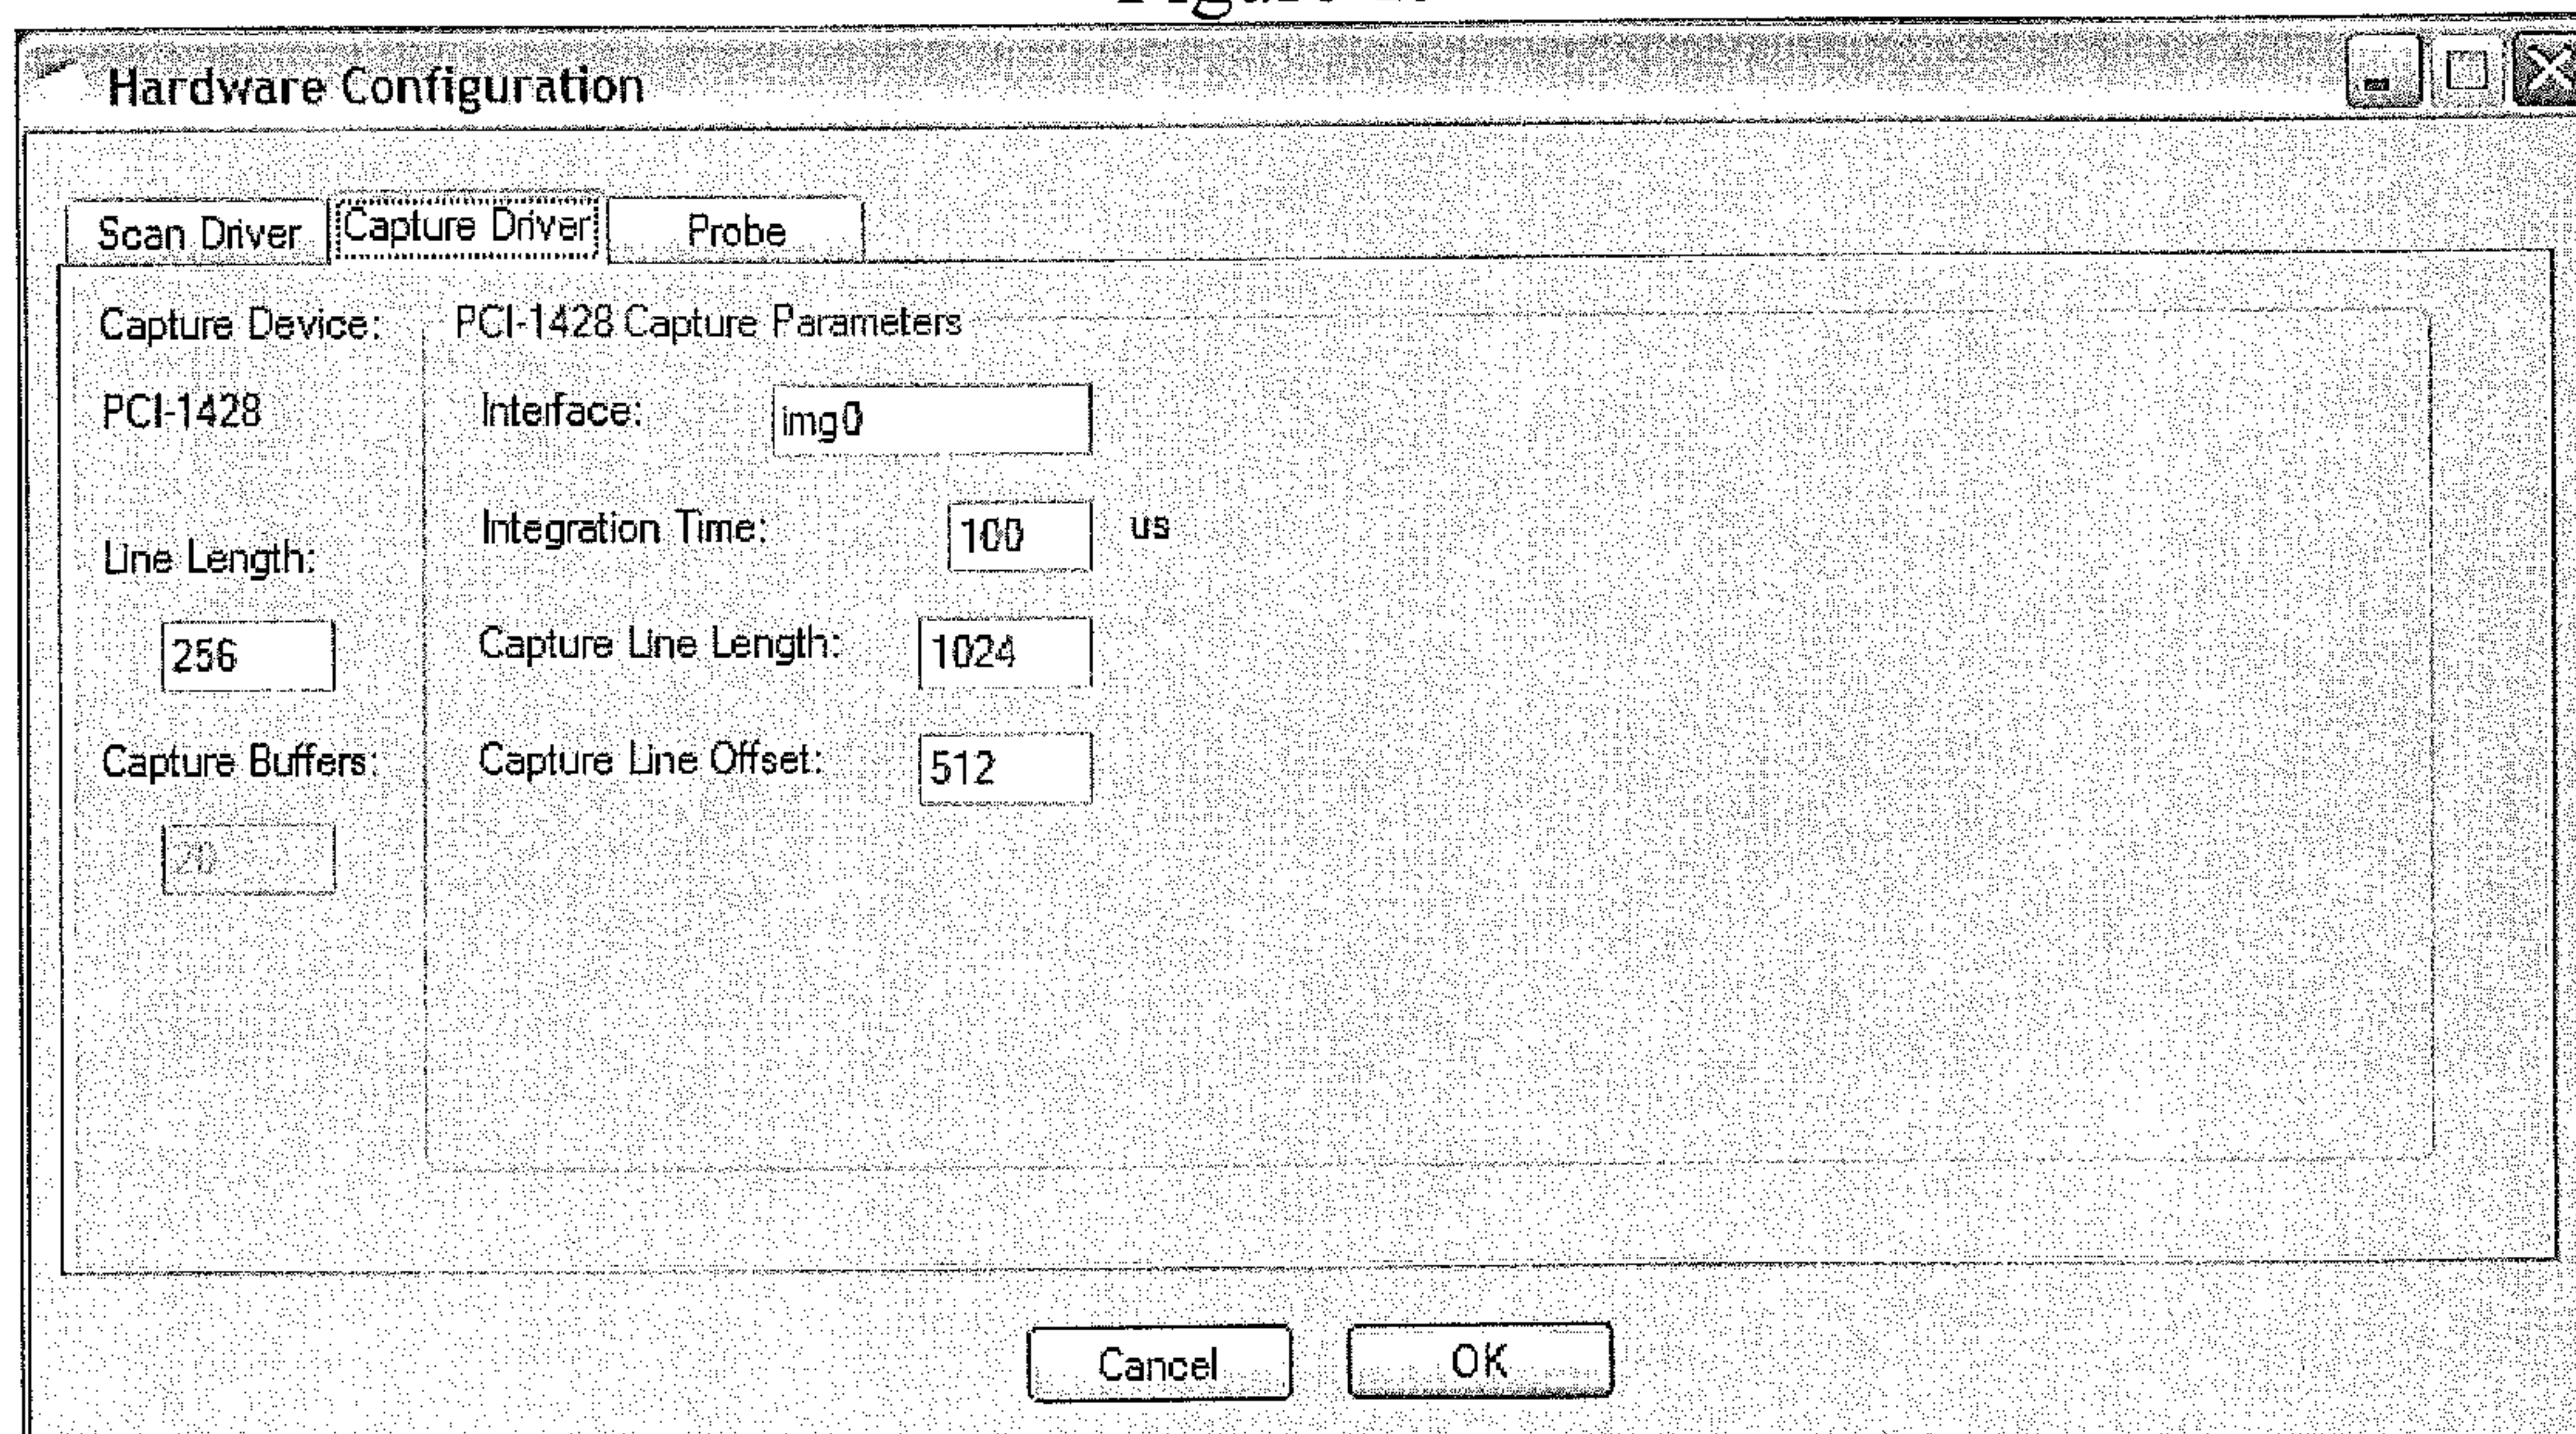 Hardware Configuration
Scan Driver
Capture Driver
Probe
Capture Device:
PCI-1428
Line Length:
256
Capture Buffers:
20
PCI-1428 Capture Parameters
Interface:
img0
Integration Time:
100
us
Capture Line Length:
1024
Capture Line Offset:
512
Cancel
OK